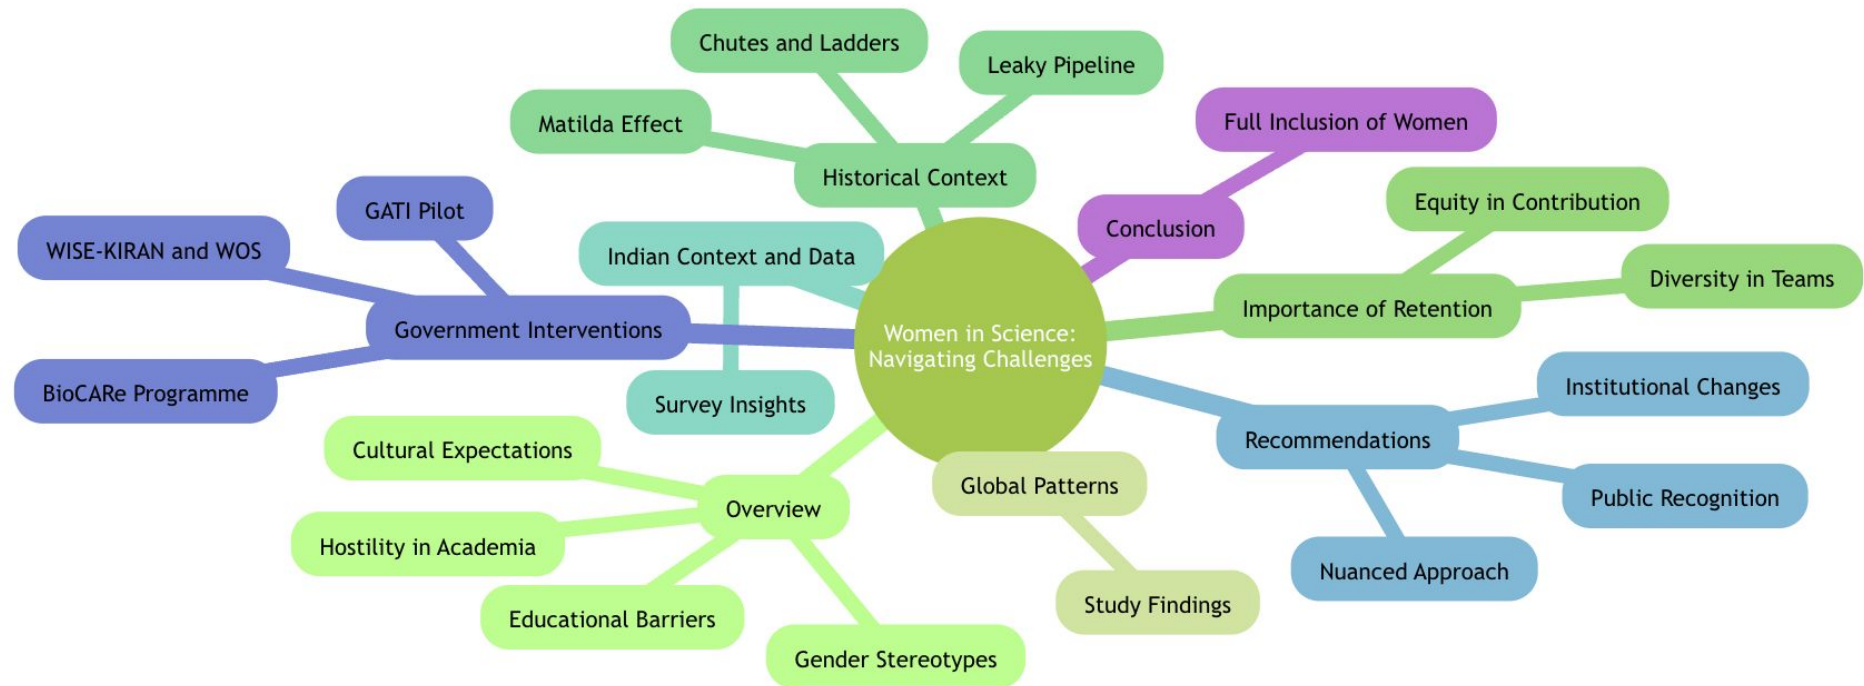 Chutes and Ladders
Leaky Pipeline
Matilda Effect
Full Inclusion of Women
Historical Context
GATI Pilot
Equity in Contribution
Conclusion
WISE-KIRAN and WOS
Indian Context and Data
Diversity in Teams
Importance of Retention
Government Interventions
Women in Science:
Navigating Challenges
BioCARe Programme
Survey Insights
Institutional Changes
Recommendations
Cultural Expectations
Global Patterns
Public Recognition
Overview
Hostility in Academia
Nuanced Approach
Study Findings
Educational Barriers
Gender Stereotypes